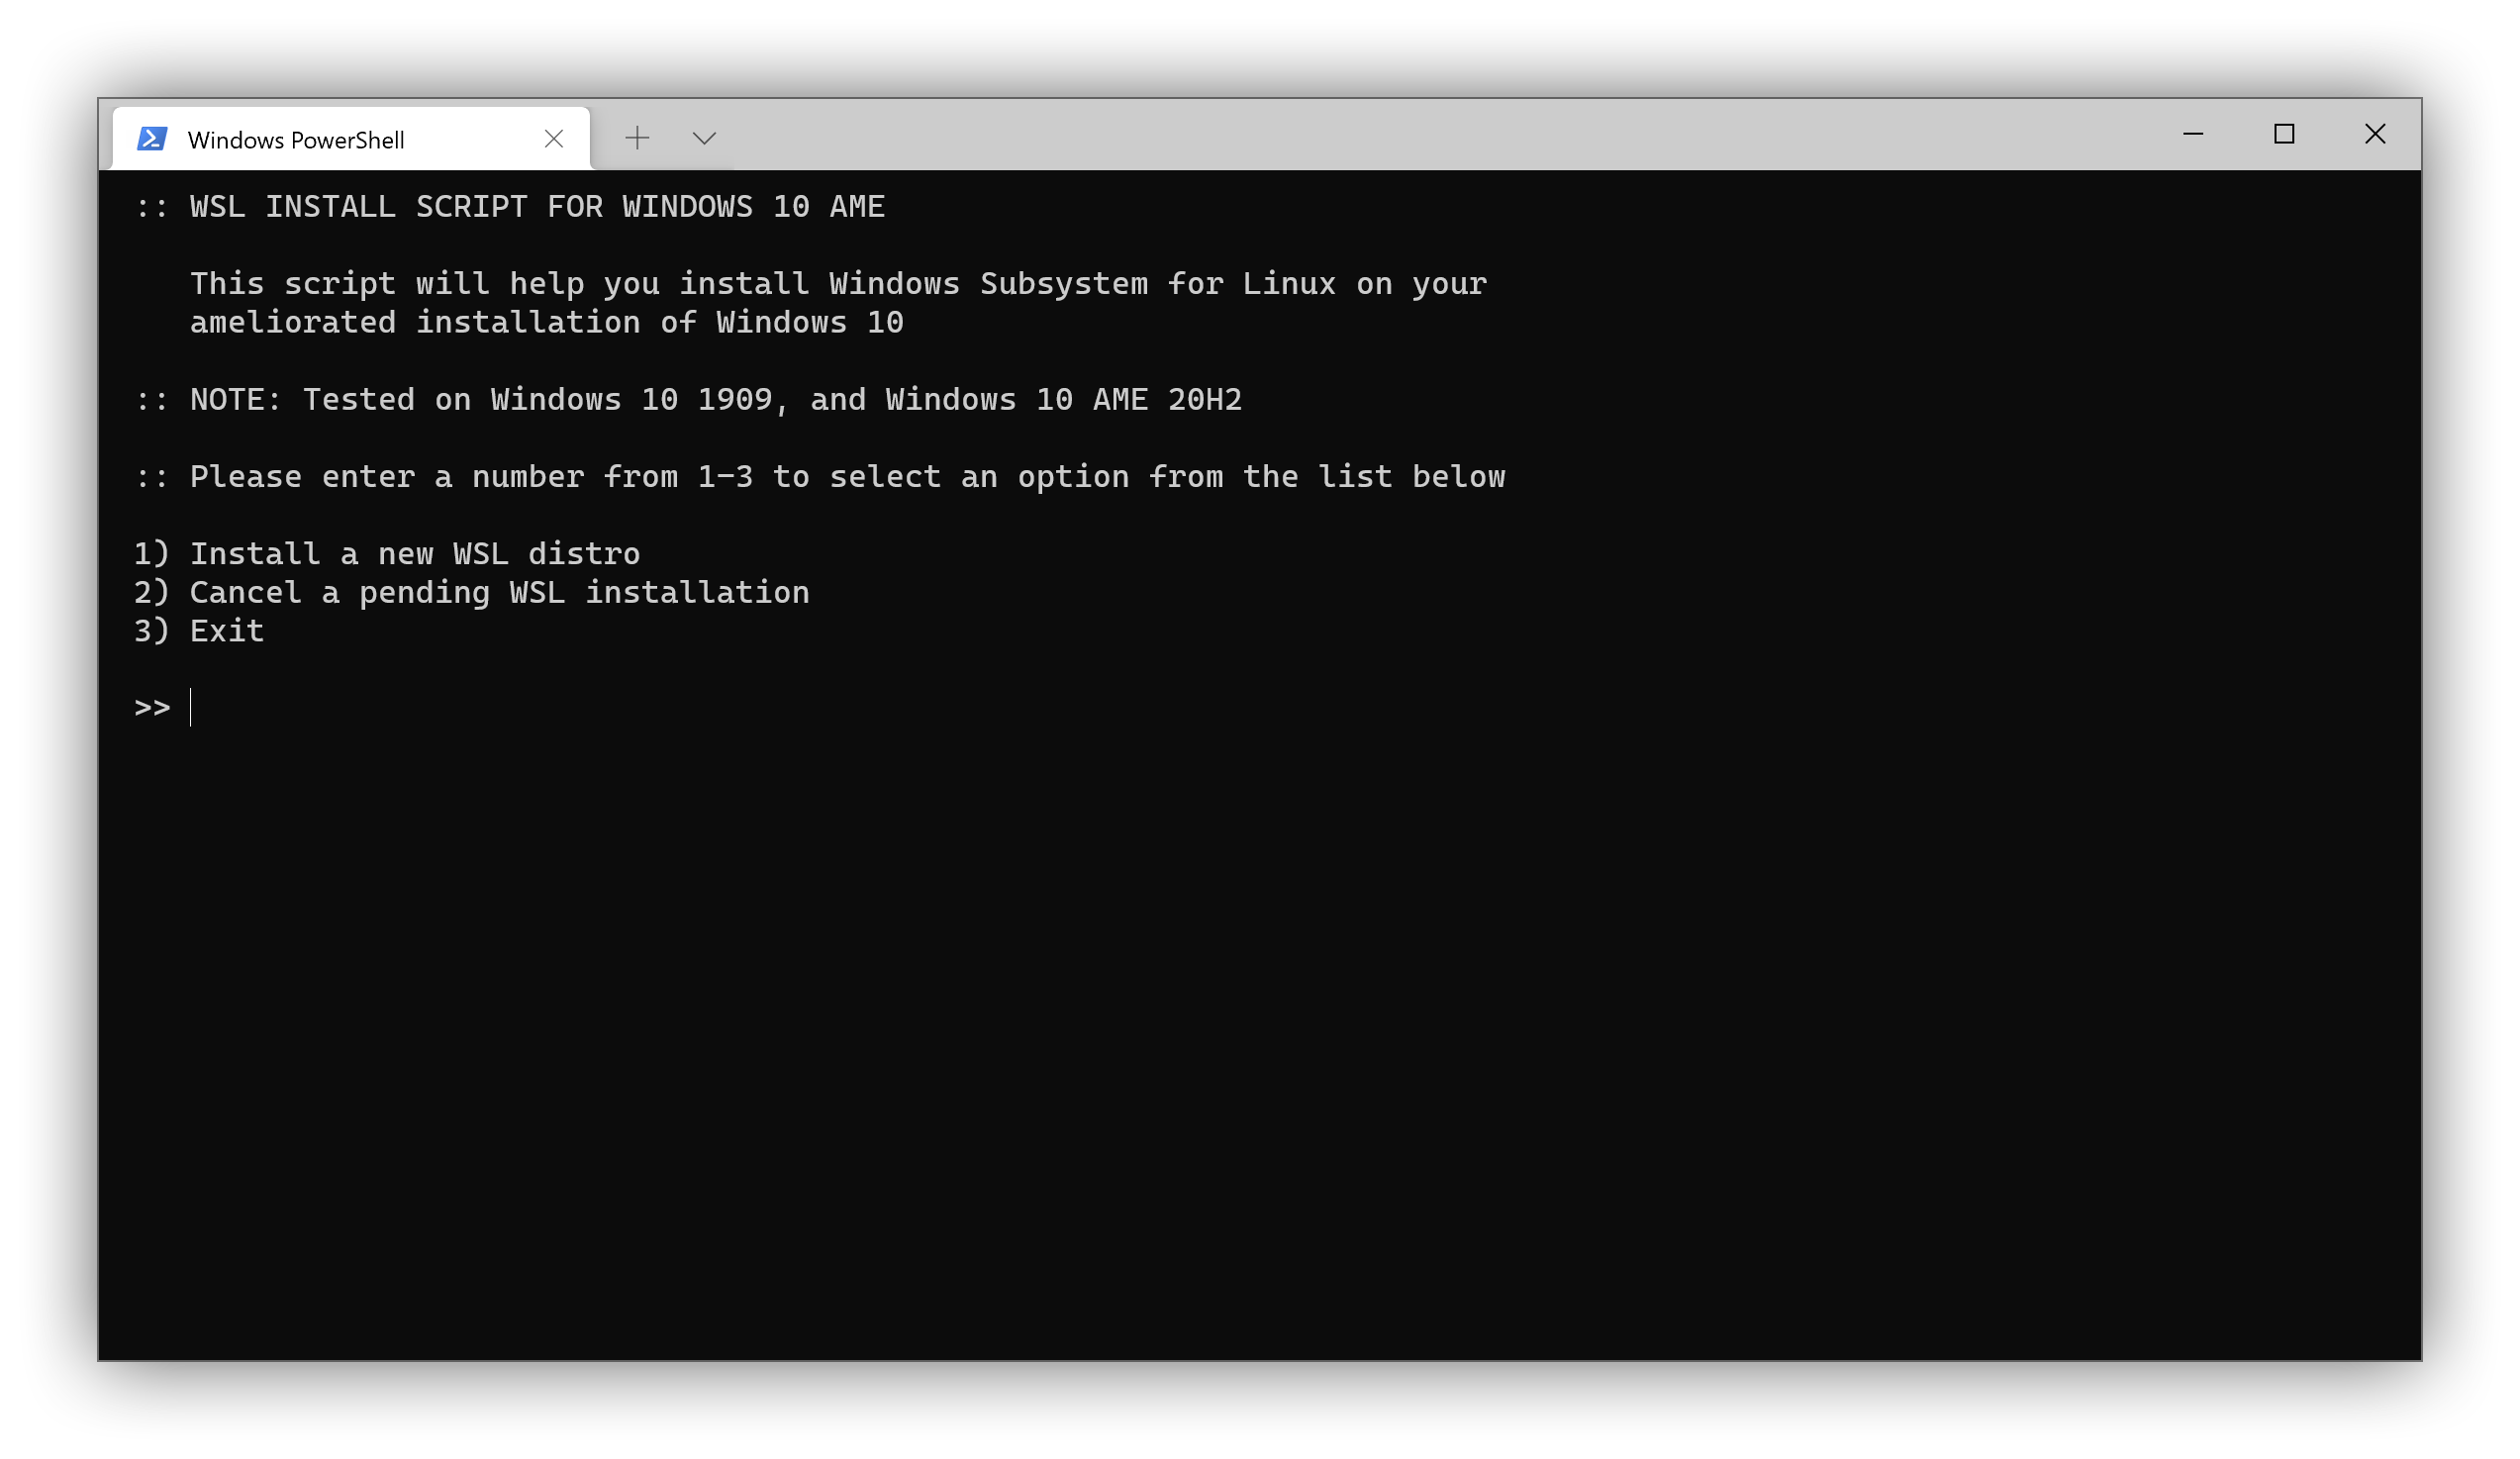 Windows PowerShell
:: WSL INSTALL SCRIPT FOR WINDOWS 10 AME
This script will help you install Windows Subsystem for Linux on your
ameliorated installation of Windows 10
:: NOTE: Tested on Windows 10 1909, and Windows 10 AME 20H2
:: Please enter a number from 1-3 to select an option from the list below
1) Install a new WSL distro
2) Cancel a pending WSL installation
3) Exit
>>